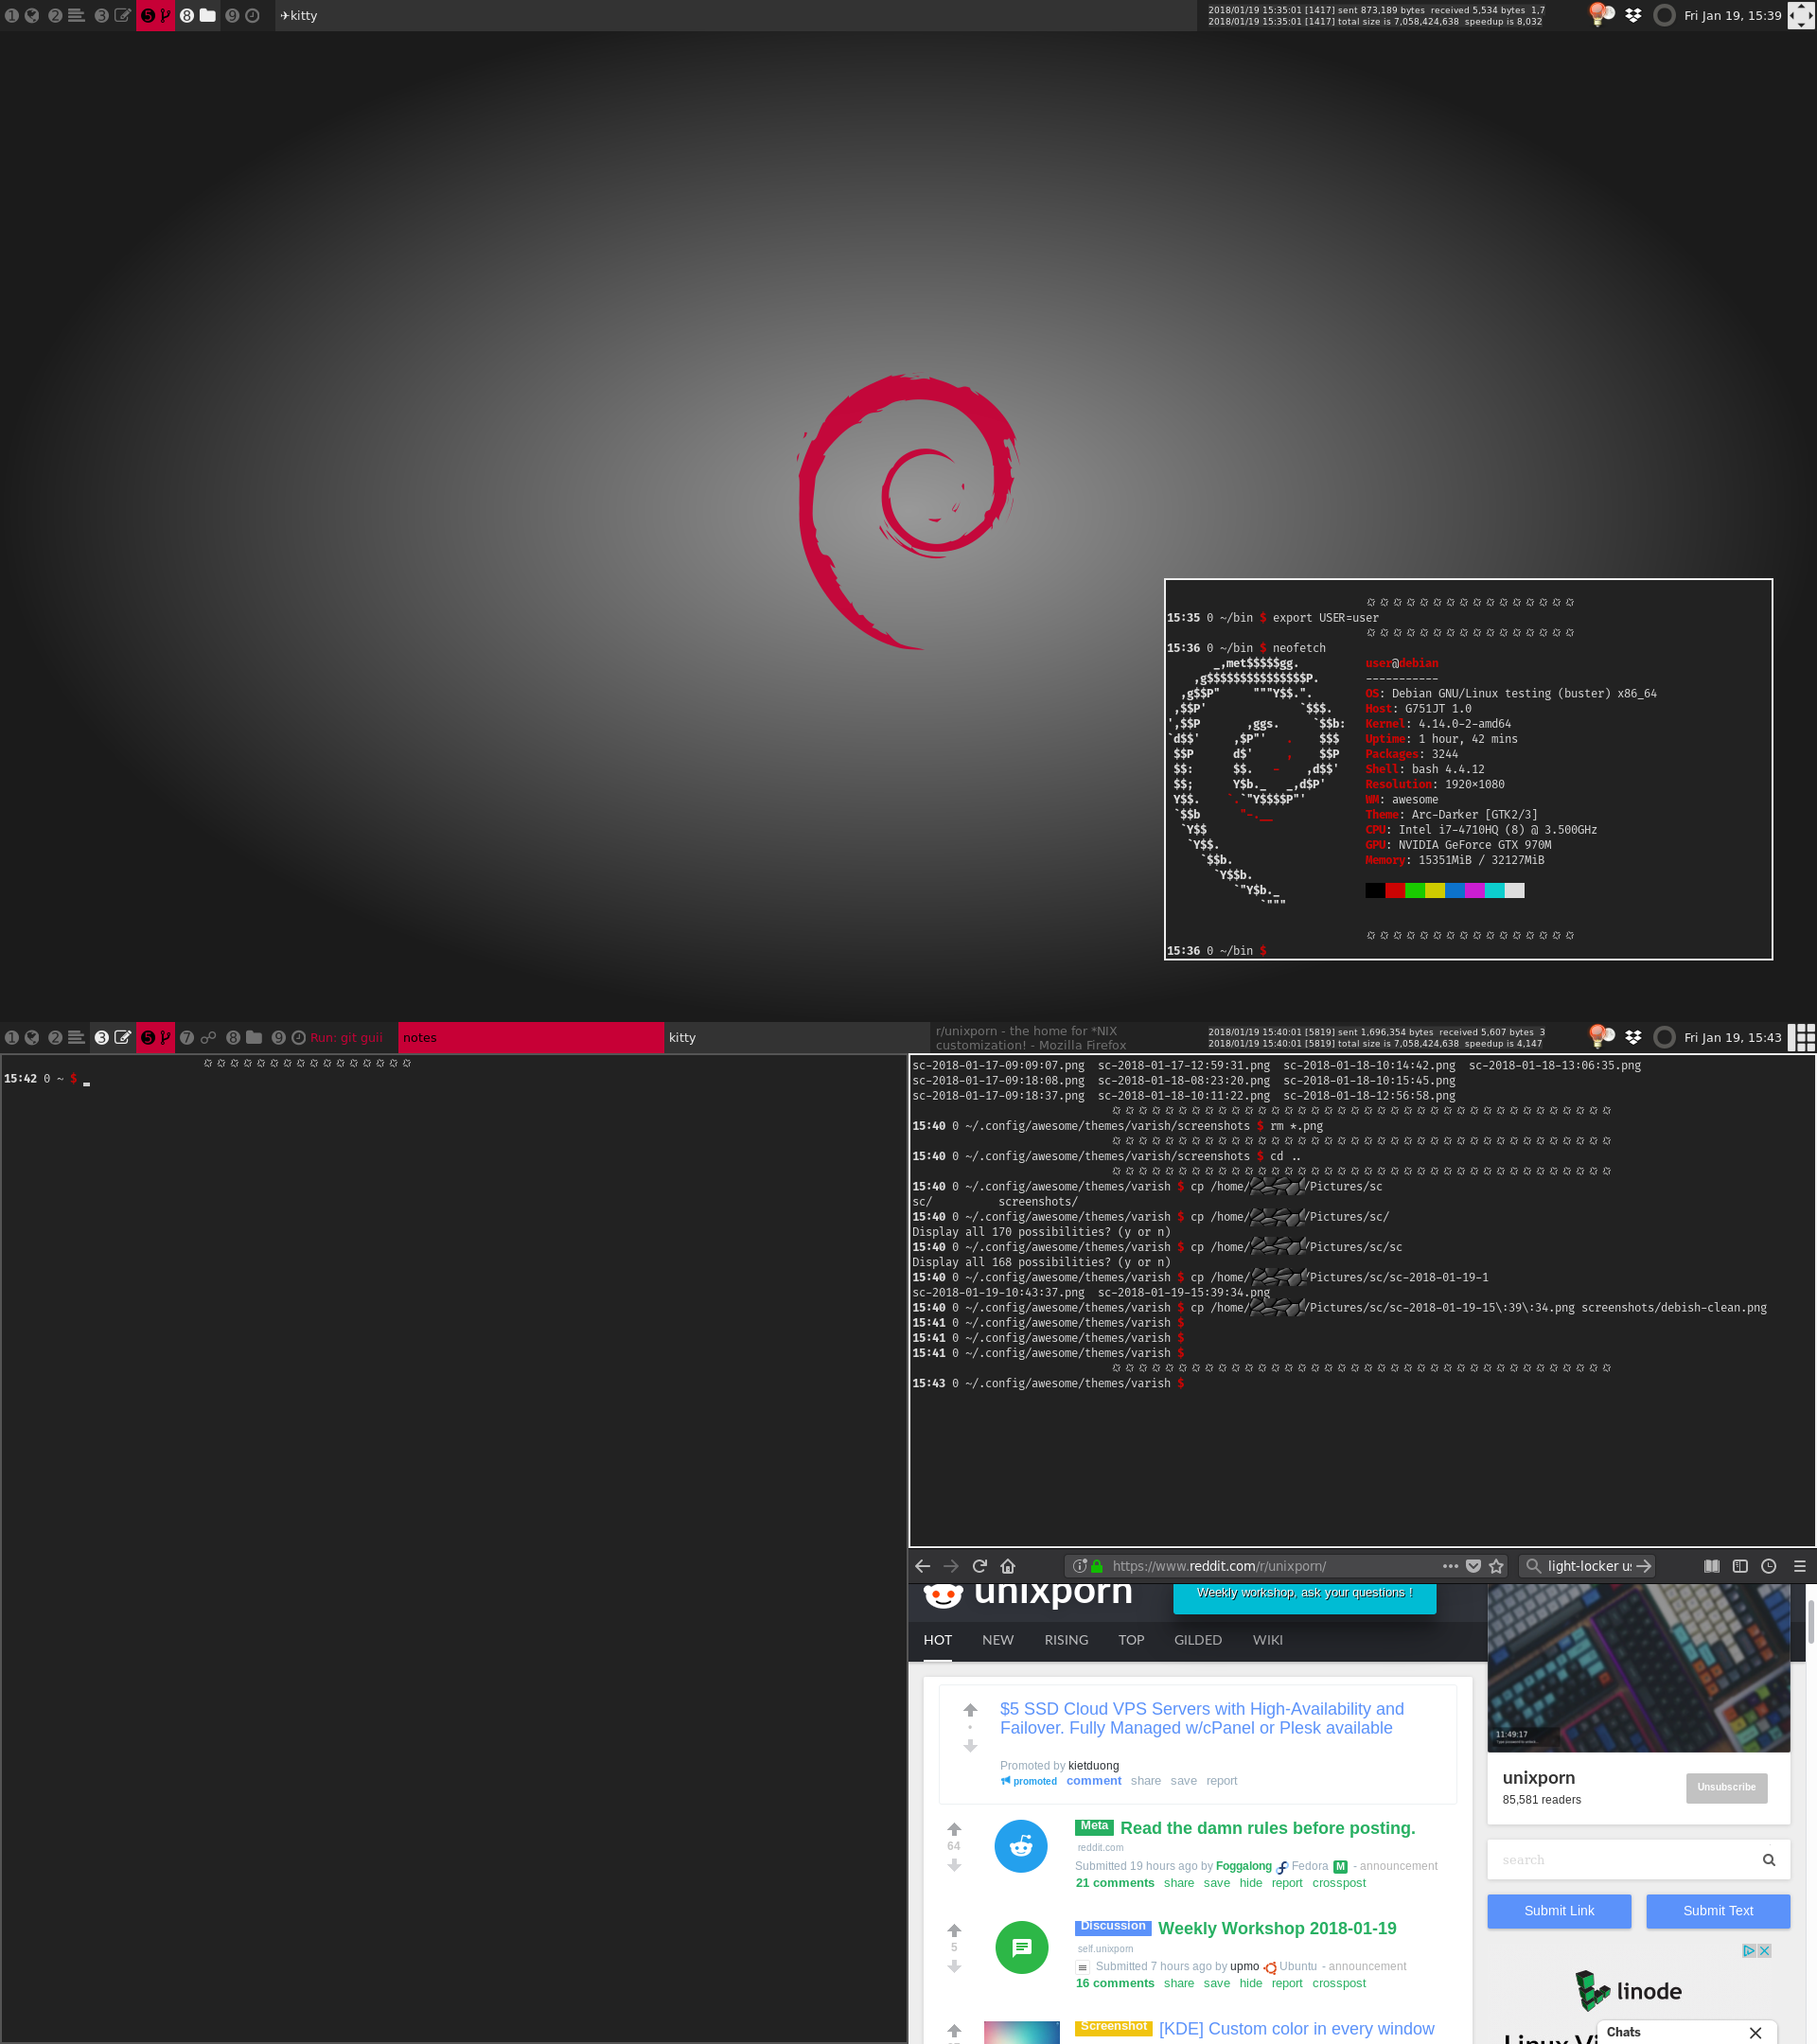 1 2 3 5 8 9 ✈kitty
2018/01/19 15:35:01 [1417] sent 873,189 bytes  received 5,534 bytes  1,7
2018/01/19 15:35:01 [1417] total size is 7,058,424,638  speedup is 8,032
Fri Jan 19, 15:39
15:35 0 ~/bin $ export USER=user
15:36 0 ~/bin $ neofetch
user@debian
-----------
OS: Debian GNU/Linux testing (buster) x86_64
Host: G751JT 1.0
Kernel: 4.14.0-2-amd64
Uptime: 1 hour, 42 mins
Packages: 3244
Shell: bash 4.4.12
Resolution: 1920x1080
WM: awesome
Theme: Arc-Darker [GTK2/3]
CPU: Intel i7-4710HQ (8) @ 3.500GHz
GPU: NVIDIA GeForce GTX 970M
Memory: 15351MiB / 32127MiB
15:36 0 ~/bin $
1 2 3 5 7 8 9 Run: git guii
notes
kitty
r/unixporn - the home for *NIX
customization! - Mozilla Firefox
2018/01/19 15:40:01 [5819] sent 1,696,354 bytes  received 5,607 bytes  3
2018/01/19 15:40:01 [5819] total size is 7,058,424,638  speedup is 4,147
Fri Jan 19, 15:43
15:42 0 ~ $
sc-2018-01-17-09:09:07.png  sc-2018-01-17-12:59:31.png  sc-2018-01-18-10:14:42.png  sc-2018-01-18-13:06:35.png
sc-2018-01-17-09:18:08.png  sc-2018-01-18-08:23:20.png  sc-2018-01-18-10:15:45.png
sc-2018-01-17-09:18:37.png  sc-2018-01-18-10:11:22.png  sc-2018-01-18-12:56:58.png
15:40 0 ~/.config/awesome/themes/varish/screenshots $ rm *.png
15:40 0 ~/.config/awesome/themes/varish/screenshots $ cd ..
15:40 0 ~/.config/awesome/themes/varish $ cp /home/ /Pictures/sc
sc/          screenshots/
15:40 0 ~/.config/awesome/themes/varish $ cp /home/ /Pictures/sc/
Display all 170 possibilities? (y or n)
15:40 0 ~/.config/awesome/themes/varish $ cp /home/ /Pictures/sc/sc
Display all 168 possibilities? (y or n)
15:40 0 ~/.config/awesome/themes/varish $ cp /home/ /Pictures/sc/sc-2018-01-19-1
sc-2018-01-19-10:43:37.png  sc-2018-01-19-15:39:34.png
15:40 0 ~/.config/awesome/themes/varish $ cp /home/ /Pictures/sc/sc-2018-01-19-15\:39\:34.png screenshots/debish-clean.png
15:41 0 ~/.config/awesome/themes/varish $
15:41 0 ~/.config/awesome/themes/varish $
15:41 0 ~/.config/awesome/themes/varish $
15:43 0 ~/.config/awesome/themes/varish $
https://www.reddit.com/r/unixporn/
light-locker
unixporn
Weekly workshop, ask your questions !
HOT NEW RISING TOP GILDED WIKI
$5 SSD Cloud VPS Servers with High-Availability and
Failover. Fully Managed w/cPanel or Plesk available
Promoted by kietduong
promoted comment share save report
64
Meta Read the damn rules before posting.
reddit.com
Submitted 19 hours ago by Foggalong Fedora M - announcement
21 comments share save hide report crosspost
5
Discussion Weekly Workshop 2018-01-19
self.unixporn
Submitted 7 hours ago by upmo Ubuntu - announcement
16 comments share save hide report crosspost
Screenshot [KDE] Custom color in every window
11:49:17
unixporn
Unsubscribe
85,581 readers
search
Submit Link
Submit Text
linode
Chats